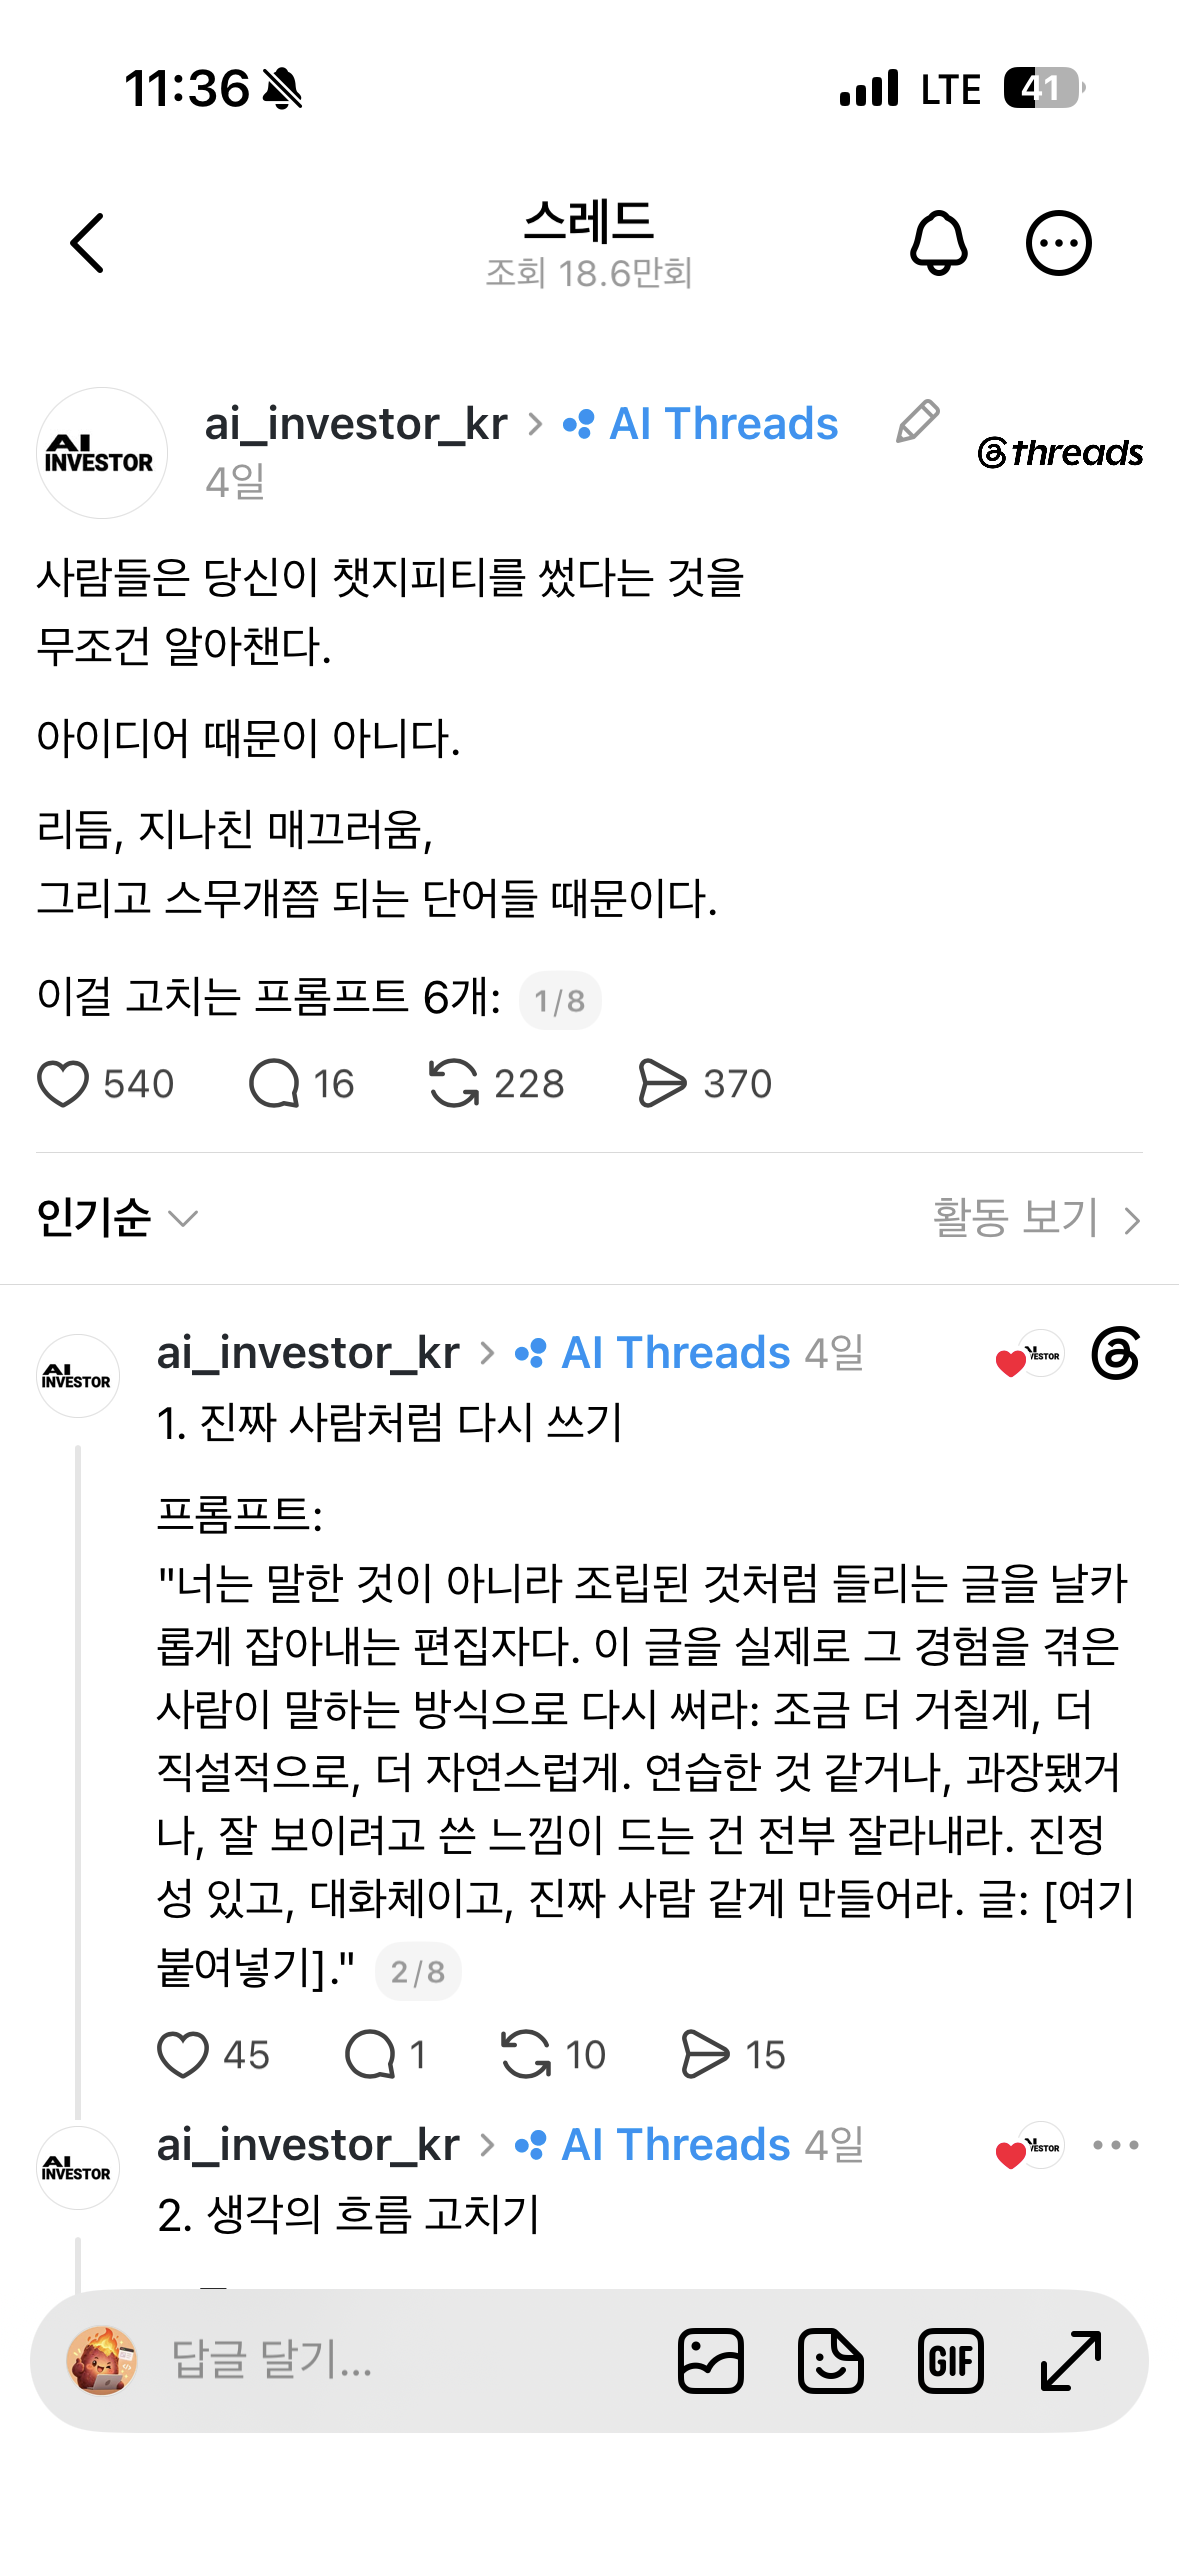 11:36
LTE
41
스레드
조회 18.6만회
AI
INVESTOR
ai_investor_kr > AI Threads
4일
threads
사람들은 당신이 챗지피티를 썼다는 것을
무조건 알아챈다.
아이디어 때문이 아니다.
리듬, 지나친 매끄러움,
그리고 스무개쯤 되는 단어들 때문이다.
이걸 고치는 프롬프트 6개: 1/8
540 16 228 370
인기순
활동 보기 >
AI
INVESTOR
ai_investor_kr > AI Threads 4일
1. 진짜 사람처럼 다시 쓰기
프롬프트:
"너는 말한 것이 아니라 조립된 것처럼 들리는 글을 날카
롭게 잡아내는 편집자다. 이 글을 실제로 그 경험을 겪은
사람이 말하는 방식으로 다시 써라: 조금 더 거칠게, 더
직설적으로, 더 자연스럽게. 연습한 것 같거나, 과장됐거
나, 잘 보이려고 쓴 느낌이 드는 건 전부 잘라내라. 진정
성 있고, 대화체이고, 진짜 사람 같게 만들어라. 글: [여기
붙여넣기]." 2/8
45 1 10 15
AI
INVESTOR
ai_investor_kr > AI Threads 4일
2. 생각의 흐름 고치기
답글 달기...
GIF